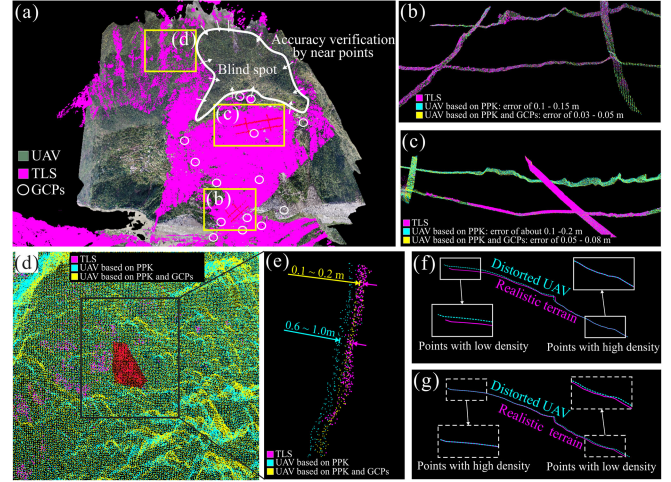 (a)
(d)
Accuracy verification
by near points
Blind spot
(c)
(b)
UAV
TLS
GCPs
(b)
TLS
UAV based on PPK: error of 0.1 - 0.15 m
UAV based on PPK and GCPs: error of 0.03 - 0.05 m
(c)
TLS
UAV based on PPK: error of about 0.1 -0.2 m
UAV based on PPK and GCPs: error of 0.05 - 0.08 m
(d)
TLS
UAV based on PPK
UAV based on PPK and GCPs
(e)
0.1 ~ 0.2 m
0.6 ~ 1.0m
TLS
UAV based on PPK
UAV based on PPK and GCPs
(f)
Distorted UAV
Realistic terrain
Points with low density
Points with high density
(g)
Distorted UAV
Realistic terrain
Points with high density
Points with low density